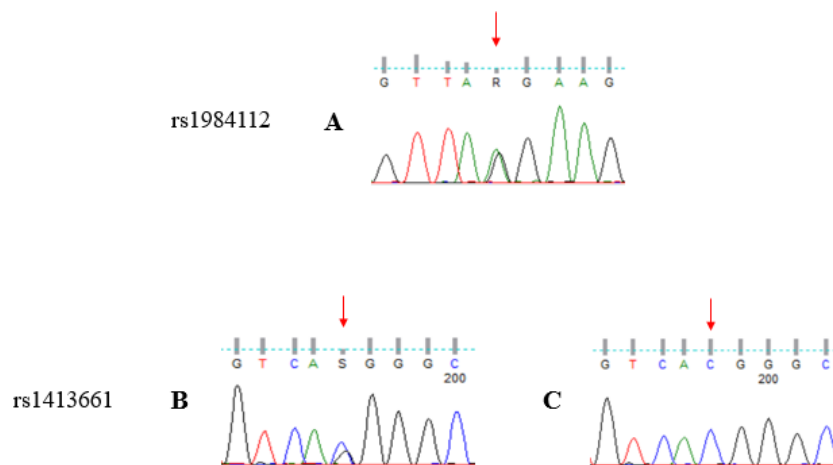 G T T A R G A A G
rs1984112 A
G T C A S G G G C
200
G T C A C G G G C
200
rs1413661 B
C